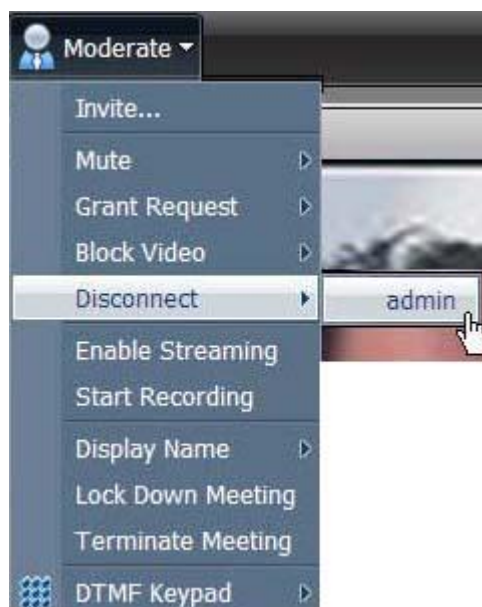 Moderate
Invite...
Mute
Grant Request
Block Video
Disconnect
admin
Enable Streaming
Start Recording
Display Name
Lock Down Meeting
Terminate Meeting
DTMF Keypad